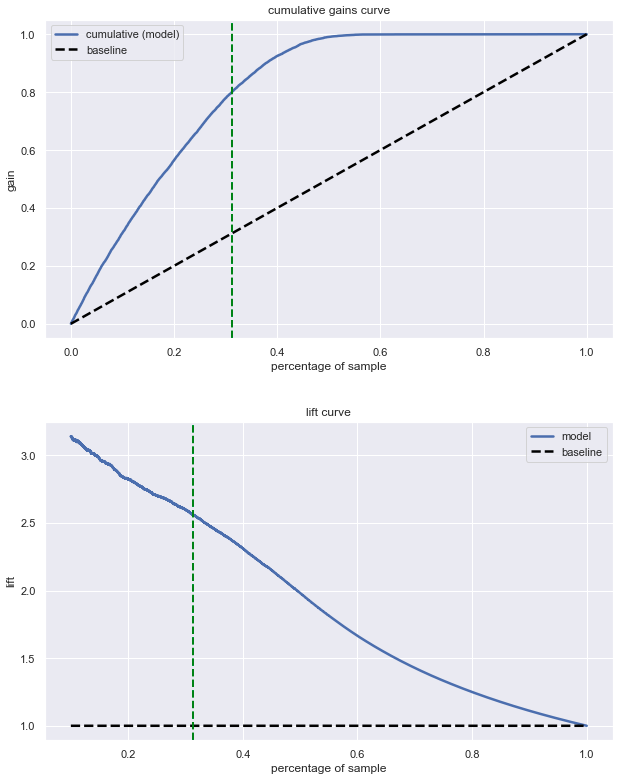 cumulative gains curve
cumulative (model)
baseline
1.0
0.8
0.6
0.4
0.2
0.0
gain
0.0 0.2 0.4 0.6 0.8 1.0
percentage of sample
lift curve
model
baseline
3.0
2.5
2.0
1.5
1.0
lift
0.2 0.4 0.6 0.8 1.0
percentage of sample